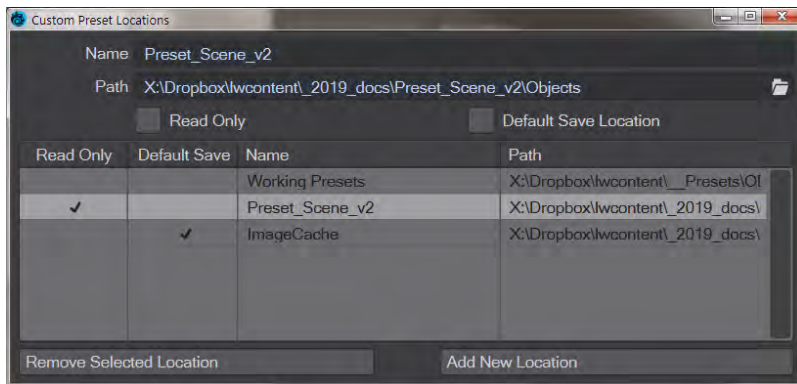 Custom Preset Locations
Name Preset_Scene_v2
Path X:\Dropbox\lwcontent\_2019_docs\Preset_Scene_v2\Objects
Read Only Default Save Location
Read Only Default Save Name Path
Working Presets X:\Dropbox\lwcontent\__Presets\Ol
Preset_Scene_v2 X:\Dropbox\lwcontent\_2019_docs\
ImageCache X:\Dropbox\lwcontent\_2019_docs\
Remove Selected Location Add New Location